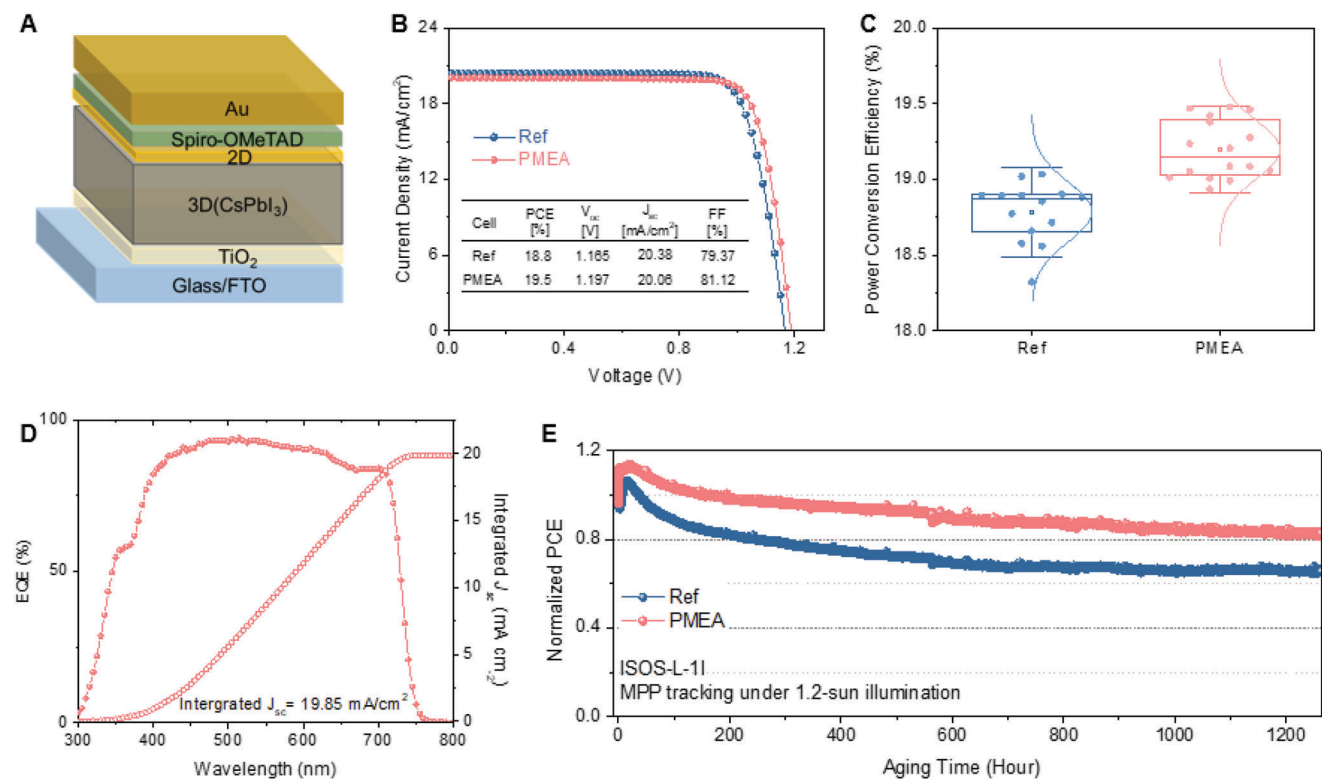 A
Au
Spiro-OMeTAD
2D
3D(CsPbI₃)
TiO₂
Glass/FTO
B
24
18
12
6
0
Current Density (mA/cm²)
Ref
PMEA
Cell PCE [%] V_oc [V] J_sc [mA/cm²] FF [%]
Ref 18.8 1.165 20.38 79.37
PMEA 19.5 1.197 20.06 81.12
0.0 0.4 0.8 1.2
Voltage (V)
C
20.0
19.5
19.0
18.5
18.0
Power Conversion Efficiency (%)
Ref PMEA
D
100
50
0
EQE (%)
20
15
10
5
0
Integrated J_sc (mA cm⁻²)
Intergrated J_sc= 19.85 mA/cm²
300 400 500 600 700 800
Wavelength (nm)
E
1.2
0.8
0.4
0.0
Normalized PCE
Ref
PMEA
ISOS-L-1I
MPP tracking under 1.2-sun illumination
0 200 400 600 800 1000 1200
Aging Time (Hour)